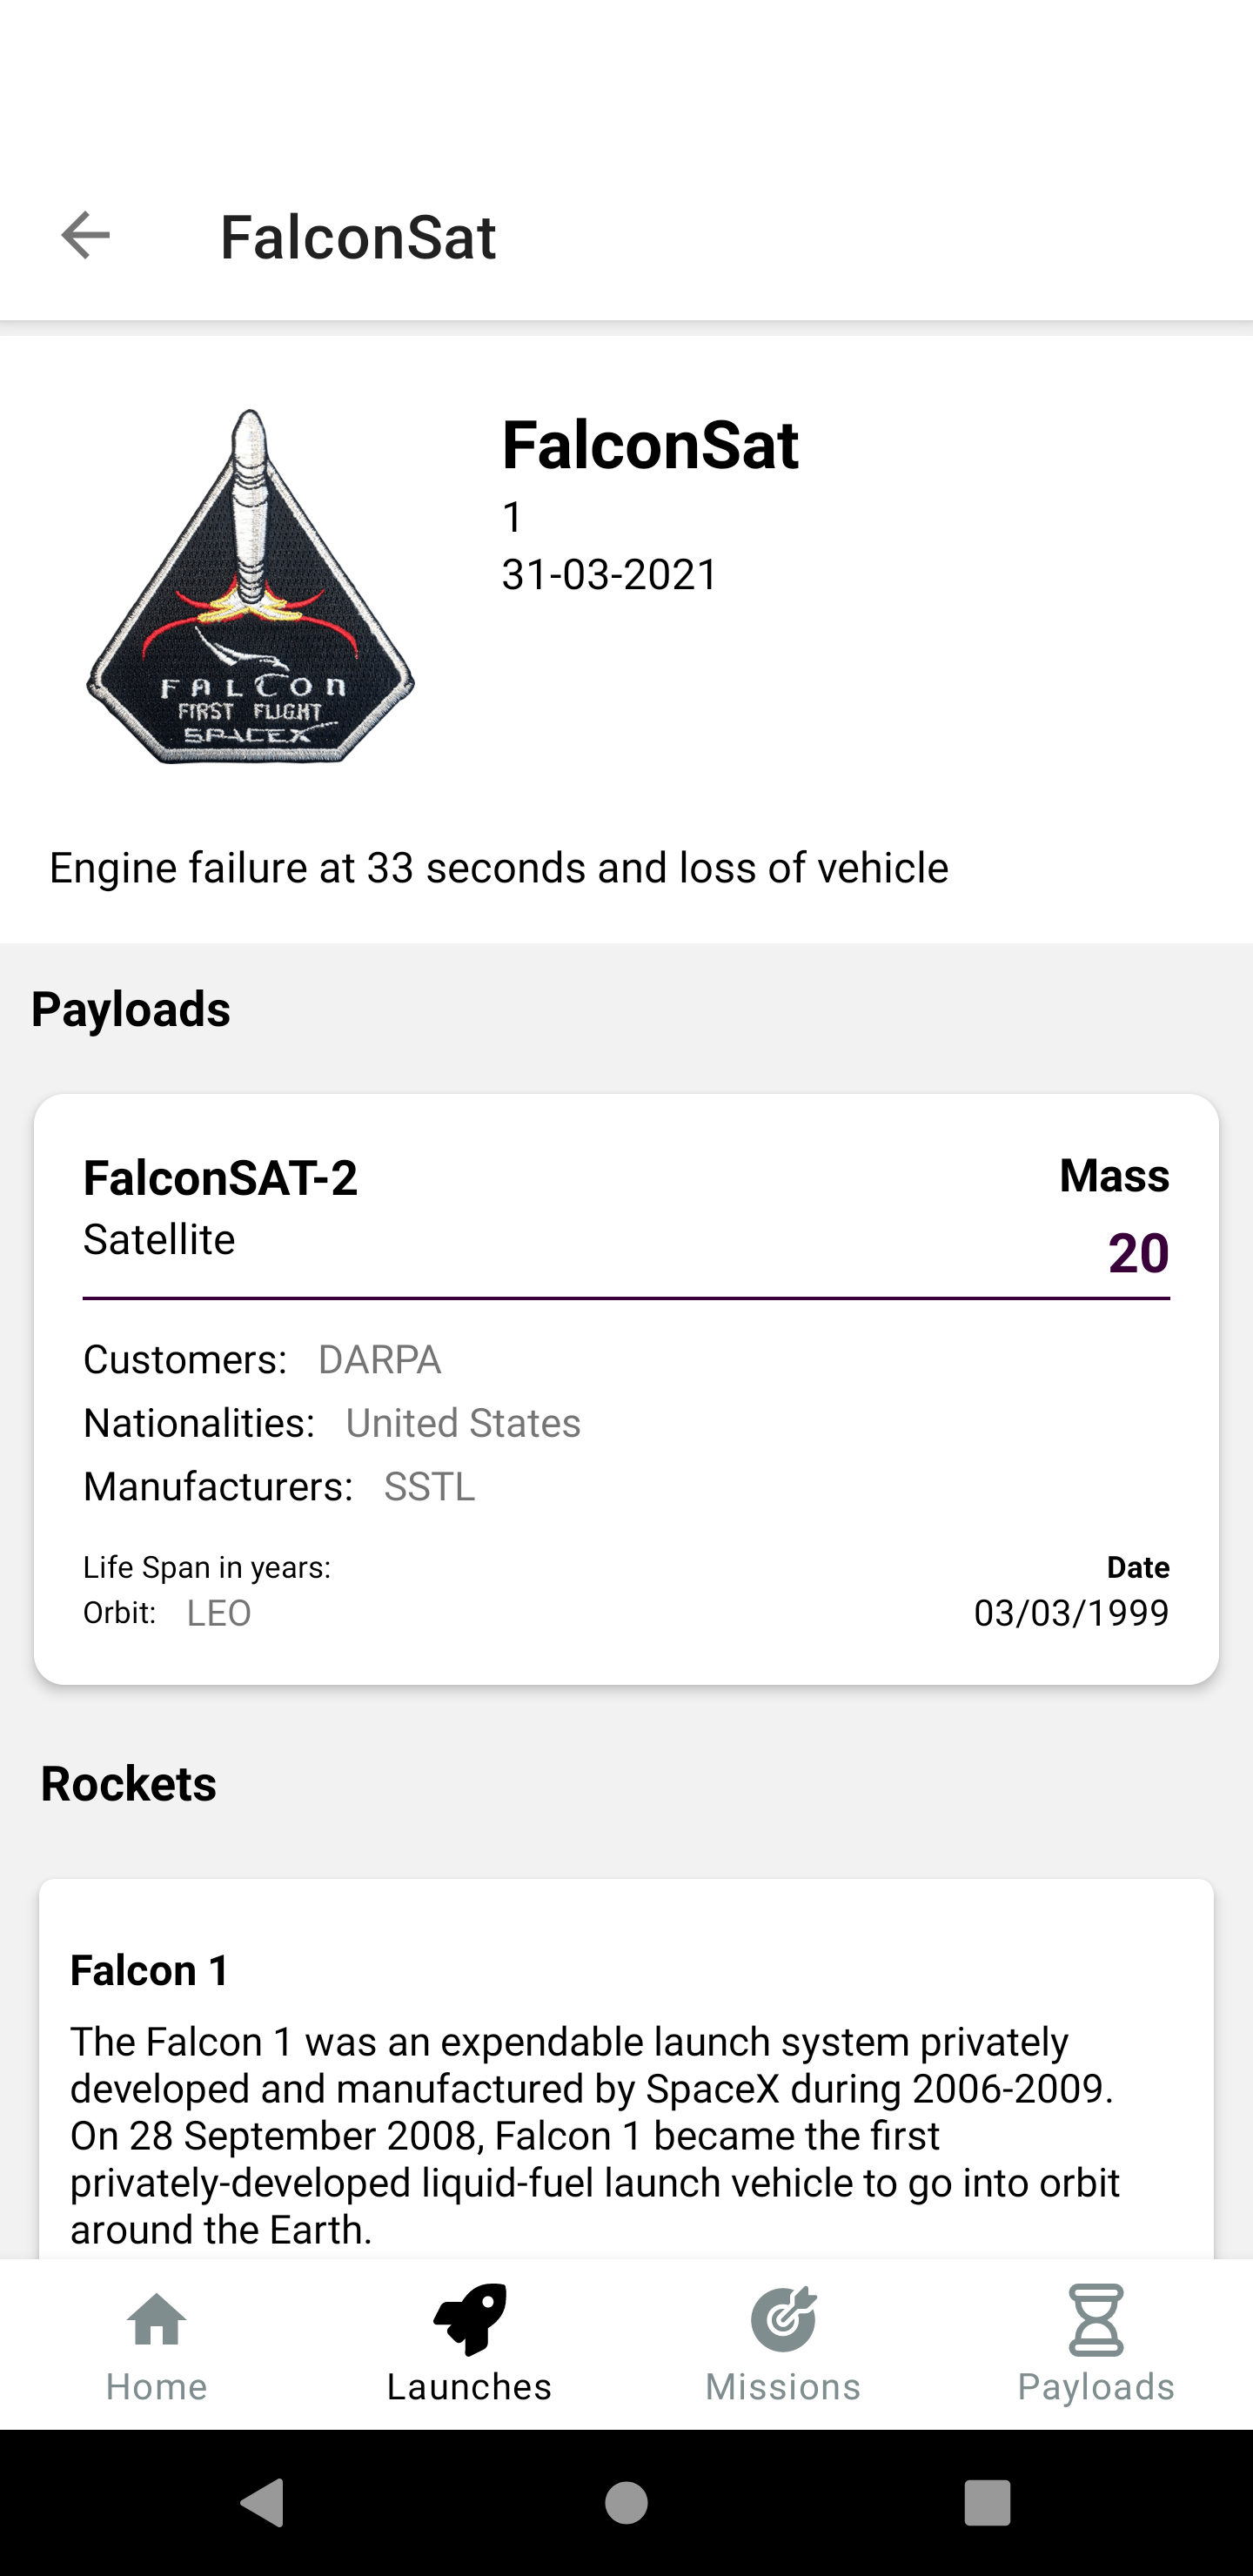 FalconSat
FalconSat
1
31-03-2021
FALCON
FIRST FLIGHT
SPACEX
Engine failure at 33 seconds and loss of vehicle
Payloads
FalconSAT-2
Mass
Satellite
20
Customers: DARPA
Nationalities: United States
Manufacturers: SSTL
Life Span in years:
Date
Orbit: LEO
03/03/1999
Rockets
Falcon 1
The Falcon 1 was an expendable launch system privately
developed and manufactured by SpaceX during 2006-2009.
On 28 September 2008, Falcon 1 became the first
privately-developed liquid-fuel launch vehicle to go into orbit
around the Earth.
Home
Launches
Missions
Payloads